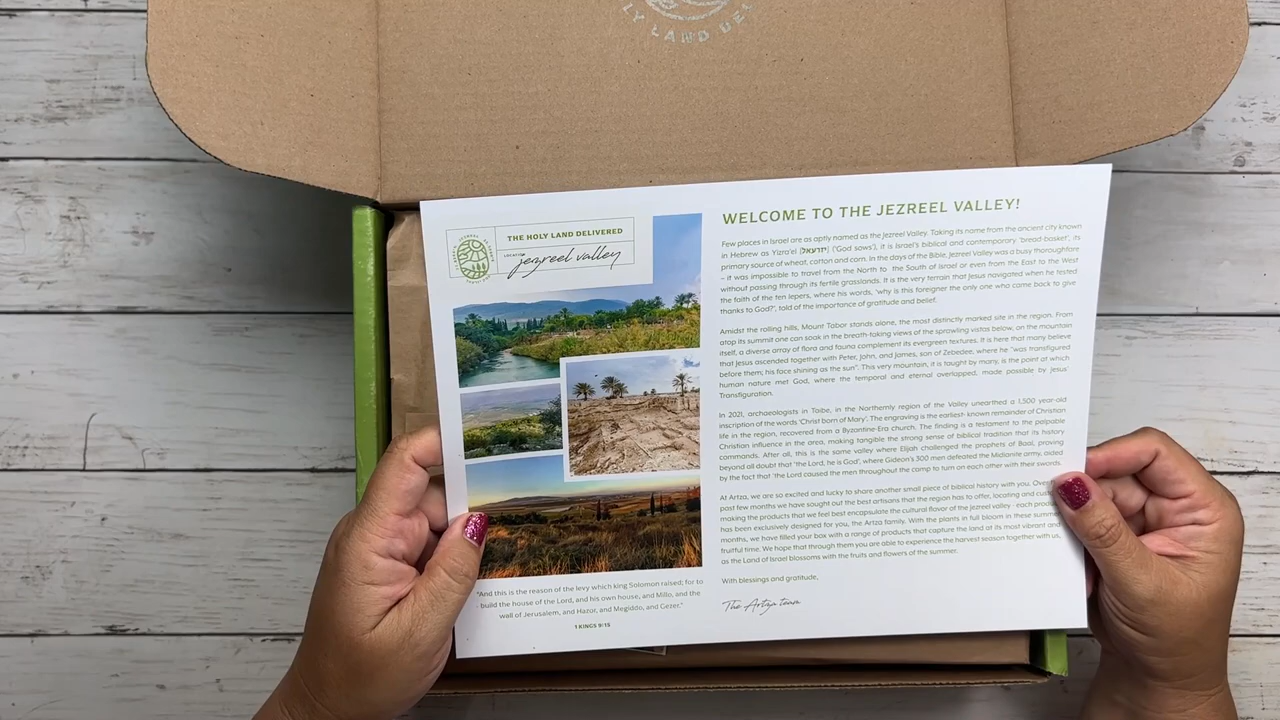 LY LAND DEL
THE HOLY LAND DELIVERED
LOCATION
jezreel valley
WELCOME TO THE JEZREEL VALLEY!
Few places in Israel are as aptly named as the Jezreel Valley. Taking its name from the ancient city known
in Hebrew as Yizra'el (יזרעאל) ('God sows'), it is Israel's biblical and contemporary, 'bread-basket', its
primary source of wheat, cotton and corn. In the days of the Bible, Jezreel Valley was a busy thoroughfare
- it was impossible to travel from the North to the South of Israel or even from the East to the West
without passing through its fertile grasslands. It is the very terrain that Jesus navigated when he tested
the faith of the ten lepers, where his words, 'why is this foreigner the only one who came back to give
thanks to God?', told of the importance of gratitude and belief.
Amidst the rolling hills, Mount Tabor stands alone, the most distinctly marked site in the region. From
atop its summit one can soak in the breath-taking views of the sprawling vistas below, on the mountain
itself, a diverse array of flora and fauna complement its evergreen textures. It is here that many believe
that Jesus ascended together with Peter, John, and James, son of Zebedee, where he "was transfigured
before them; his face shining as the sun". This very mountain, it is taught by many, is the point at which
human nature met God, where the temporal and eternal overlapped, made possible by Jesus'
Transfiguration.
In 2021, archaeologists in Taibe, in the Northernly region of the Valley unearthed a 1,500 year-old
inscription of the words 'Christ born of Mary'. The engraving is the earliest- known remainder of Christian
life in the region, recovered from a Byzantine-Era church. The finding is a testament to the palpable
Christian influence in the area, making tangible the strong sense of biblical tradition that its history
commands. After all, this is the same valley where Elijah challenged the prophets of Baal, proving
beyond all doubt that 'the Lord, he is God', where Gideon's 300 men defeated the Midianite army, aided
by the fact that 'the Lord caused the men throughout the camp to turn on each other with their swords.
At Artza, we are so excited and lucky to share another small piece of biblical history with you. Over
past few months we have sought out the best artisans that the region has to offer, locating and
making the products that we feel best encapsulate the cultural flavor of the jezreel valley - each
has been exclusively designed for you, the Artza family. With the plants in full bloom in these summer
months, we have filled your box with a range of products that capture the land at its most vibrant and
fruitful time. We hope that through them you are able to experience the harvest season together with us,
as the Land of Israel blossoms with the fruits and flowers of the summer.
With blessings and gratitude,
The Artza team
"And this is the reason of the levy which king Solomon raised; for to
build the house of the Lord, and his own house, and Millo, and the
wall of Jerusalem, and Hazor, and Megiddo, and Gezer."
1 KINGS 9:15